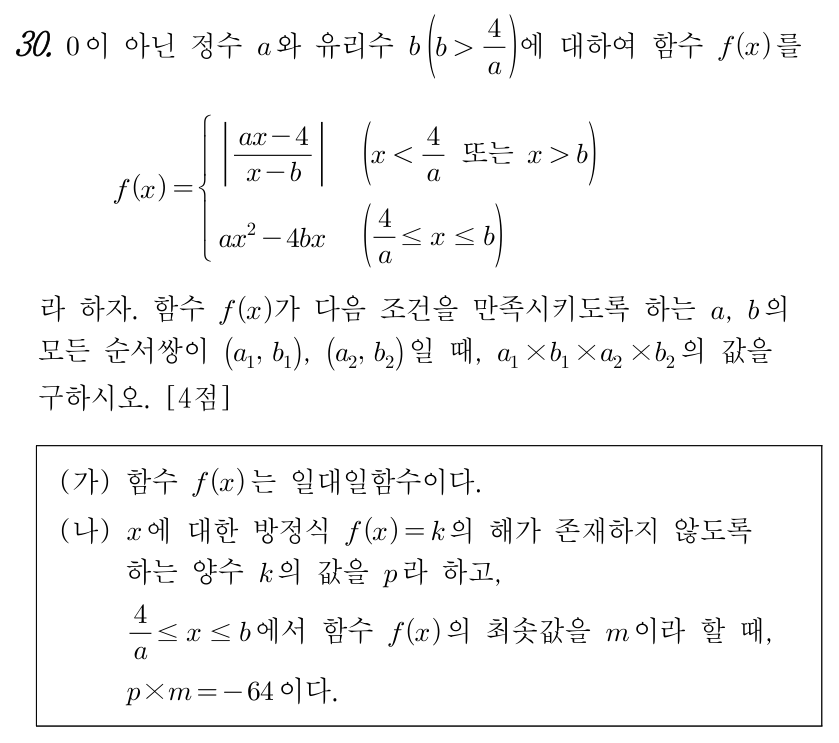 30. 0이 아닌 정수 a와 유리수 b(b > 4/a)에 대하여 함수 f(x)를
f(x) = { |(ax-4)/(x-b)| (x < 4/a 또는 x > b)
ax² - 4bx (4/a ≤ x ≤ b)
라 하자. 함수 f(x)가 다음 조건을 만족시키도록 하는 a, b의
모든 순서쌍이 (a₁, b₁), (a₂, b₂)일 때, a₁×b₁×a₂×b₂의 값을
구하시오. [4점]
(가) 함수 f(x)는 일대일함수이다.
(나) x에 대한 방정식 f(x)=k의 해가 존재하지 않도록
하는 양수 k의 값을 p라 하고,
4/a ≤ x ≤ b에서 함수 f(x)의 최솟값을 m이라 할 때,
p×m=-64이다.